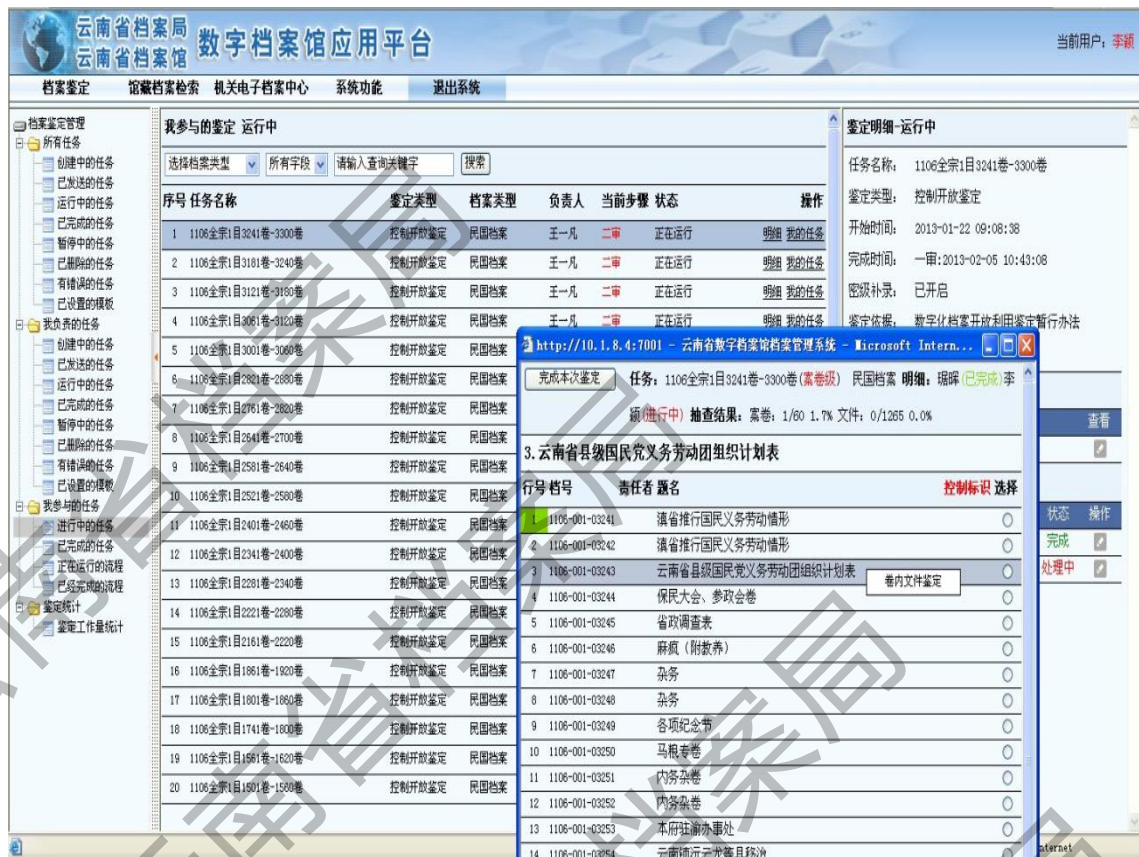 云南省档案局
云南省档案馆
数字档案馆应用平台
当前用户：李颖
档案鉴定 馆藏档案检索 机关电子档案中心 系统功能 退出系统
档案鉴定管理
所有任务
创建中的任务
已发送的任务
运行中的任务
已完成的任务
暂停中的任务
已删除的任务
有错误的任务
已设置的模板
我负责的任务
创建中的任务
已发送的任务
运行中的任务
已完成的任务
暂停中的任务
已删除的任务
有错误的任务
已设置的模板
我参与的任务
进行中的任务
已完成的任务
正在运行的流程
已经完成的流程
鉴定统计
鉴定工作量统计
我参与的鉴定 运行中
选择档案类型 所有字段 请输入查询关键字 搜索
序号 任务名称 鉴定类型 档案类型 负责人 当前步骤 状态 操作
1 1106全宗1目3241卷-3300卷 控制开放鉴定 民国档案 王一凡 二审 正在运行 明细 我的任务
2 1106全宗1目3181卷-3240卷 控制开放鉴定 民国档案 王一凡 二审 正在运行 明细 我的任务
3 1106全宗1目3121卷-3180卷 控制开放鉴定 民国档案 王一凡 二审 正在运行 明细 我的任务
4 1106全宗1目3061卷-3120卷 控制开放鉴定 民国档案 王一凡 二审 正在运行 明细 我的任务
5 1106全宗1目3001卷-3060卷 控制开放鉴定 民国档案
6 1106全宗1目2821卷-2880卷 控制开放鉴定 民国档案
7 1106全宗1目2761卷-2820卷 控制开放鉴定 民国档案
8 1106全宗1目2641卷-2700卷 控制开放鉴定 民国档案
9 1106全宗1目2581卷-2640卷 控制开放鉴定 民国档案
10 1106全宗1目2521卷-2580卷 控制开放鉴定 民国档案
11 1106全宗1目2401卷-2460卷 控制开放鉴定 民国档案
12 1106全宗1目2341卷-2400卷 控制开放鉴定 民国档案
13 1106全宗1目2281卷-2340卷 控制开放鉴定 民国档案
14 1106全宗1目2221卷-2280卷 控制开放鉴定 民国档案
15 1106全宗1目2161卷-2220卷 控制开放鉴定 民国档案
16 1106全宗1目1861卷-1920卷 控制开放鉴定 民国档案
17 1106全宗1目1801卷-1860卷 控制开放鉴定 民国档案
18 1106全宗1目1741卷-1800卷 控制开放鉴定 民国档案
19 1106全宗1目1561卷-1620卷 控制开放鉴定 民国档案
20 1106全宗1目1501卷-1560卷 控制开放鉴定 民国档案
鉴定明细-运行中
任务名称： 1106全宗1目3241卷-3300卷
鉴定类型： 控制开放鉴定
开始时间： 2013-01-22 09:08:38
完成时间： 一审:2013-02-05 10:43:08
密级补录： 已开启
鉴定依据： 数字化档案开放利用鉴定暂行办法
查看
状态 操作
完成
处理中
http://10.1.8.4:7001 - 云南省数字档案馆档案管理系统 - Microsoft Intern...
完成本次鉴定 任务：1106全宗1目3241卷-3300卷(案卷级) 民国档案 明细：琚晖(已完成)李
颖(进行中) 抽查结果：案卷：1/60 1.7% 文件：0/1265 0.0%
3.云南省县级国民党义务劳动团组织计划表
行号 档号 责任者 题名 控制标识 选择
1 1106-001-03241 滇省推行国民义务劳动情形
2 1106-001-03242 滇省推行国民义务劳动情形
3 1106-001-03243 云南省县级国民党义务劳动团组织计划表
卷内文件鉴定
4 1106-001-03244 保民大会、参政会卷
5 1106-001-03245 省政调查表
6 1106-001-03246 麻疯（附教养）
7 1106-001-03247 杂务
8 1106-001-03248 杂务
9 1106-001-03249 各项纪念节
10 1106-001-03250 马根专卷
11 1106-001-03251 内务杂卷
12 1106-001-03252 内务杂卷
13 1106-001-03253 本府驻渝办事处
14 1106-001-03254 云南镇沅云龙等县移治
nternet
云南省档案局